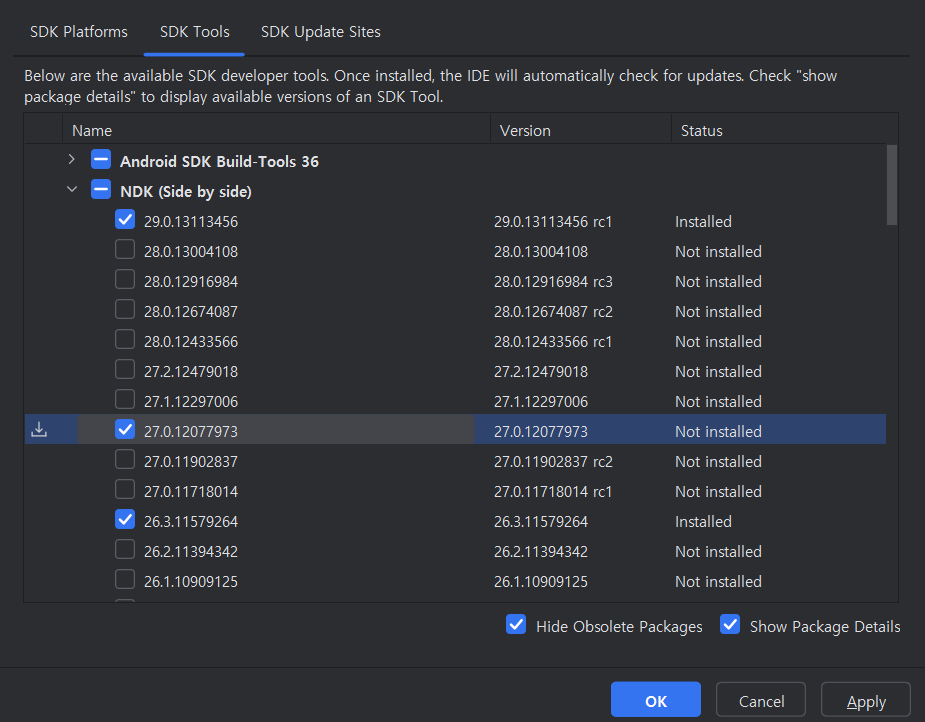 SDK Platforms SDK Tools SDK Update Sites
Below are the available SDK developer tools. Once installed, the IDE will automatically check for updates. Check "show
package details" to display available versions of an SDK Tool.
Name Version Status
Android SDK Build-Tools 36
NDK (Side by side)
29.0.13113456 29.0.13113456 rc1 Installed
28.0.13004108 28.0.13004108 Not installed
28.0.12916984 28.0.12916984 rc3 Not installed
28.0.12674087 28.0.12674087 rc2 Not installed
28.0.12433566 28.0.12433566 rc1 Not installed
27.2.12479018 27.2.12479018 Not installed
27.1.12297006 27.1.12297006 Not installed
27.0.12077973 27.0.12077973 Not installed
27.0.11902837 27.0.11902837 rc2 Not installed
27.0.11718014 27.0.11718014 rc1 Not installed
26.3.11579264 26.3.11579264 Installed
26.2.11394342 26.2.11394342 Not installed
26.1.10909125 26.1.10909125 Not installed
Hide Obsolete Packages Show Package Details
OK Cancel Apply